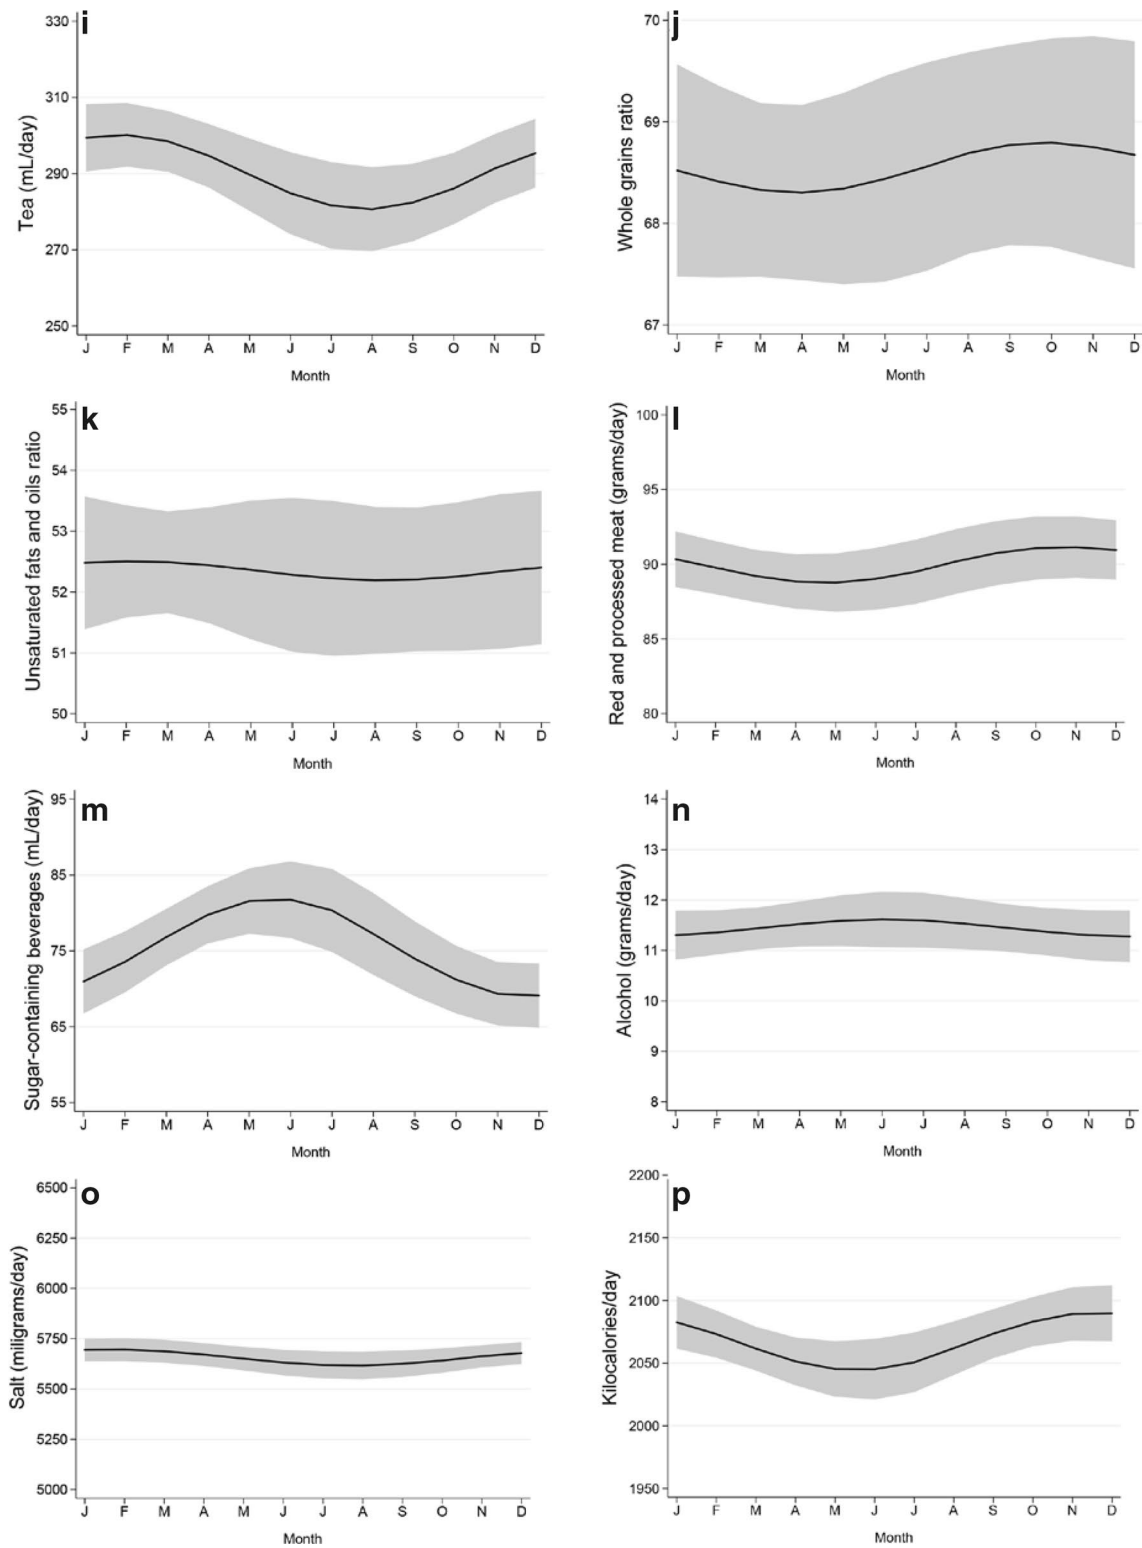 i
Tea (mL/day)
330
310
290
270
250
J F M A M J J A S O N D
Month
j
Whole grains ratio
70
69
68
67
J F M A M J J A S O N D
Month
k
Unsaturated fats and oils ratio
55
54
53
52
51
50
J F M A M J J A S O N D
Month
l
Red and processed meat (grams/day)
100
95
90
85
80
J F M A M J J A S O N D
Month
m
Sugar-containing beverages (mL/day)
95
85
75
65
55
J F M A M J J A S O N D
Month
n
Alcohol (grams/day)
14
13
12
11
10
9
8
J F M A M J J A S O N D
Month
o
Salt (miligrams/day)
6500
6250
6000
5750
5500
5250
5000
J F M A M J J A S O N D
Month
p
Kilocalories/day
2200
2150
2100
2050
2000
1950
J F M A M J J A S O N D
Month